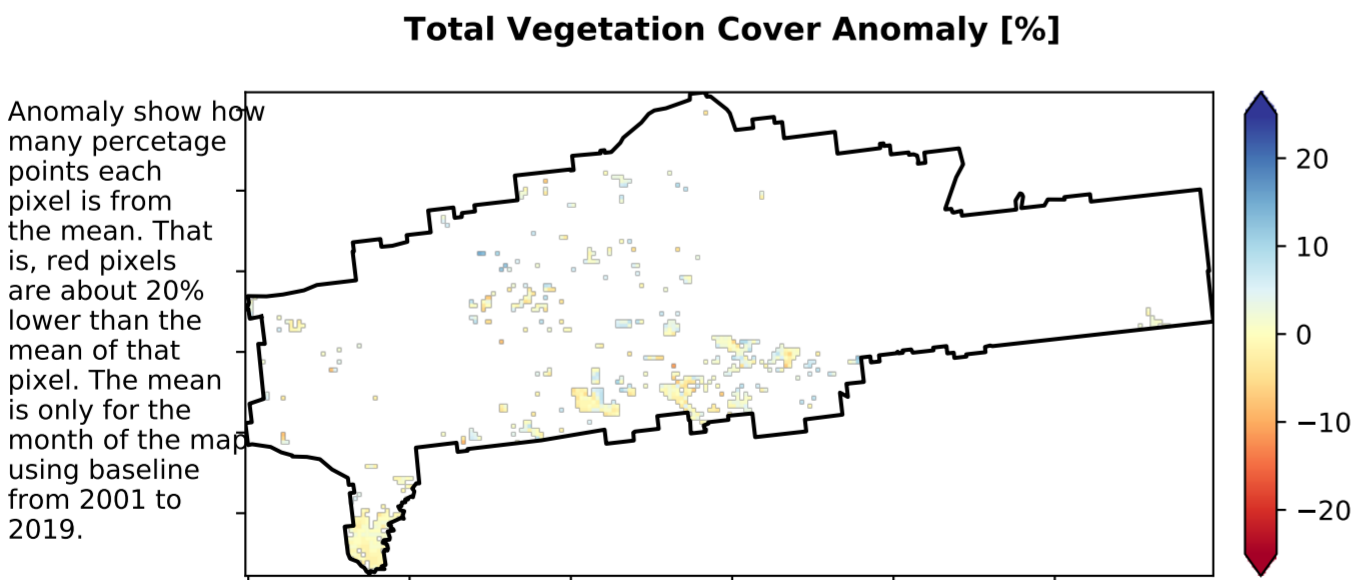 Total Vegetation Cover Anomaly [%]
Anomaly show how
many percetage
points each
pixel is from
the mean. That
is, red pixels
are about 20%
lower than the
mean of that
pixel. The mean
is only for the
month of the map
using baseline
from 2001 to
2019.
20
10
0
−10
−20